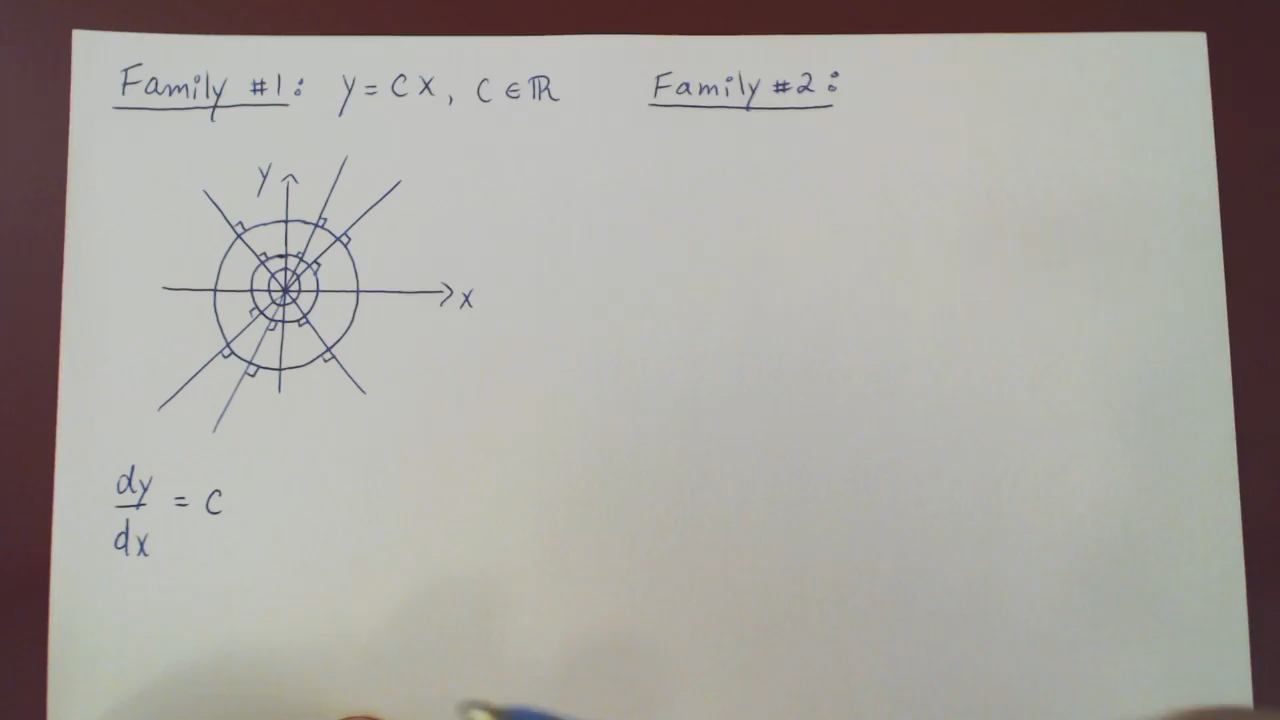 Family #1: y = cx, c ∈ ℝ
Family #2:
y
x
dy/dx = c